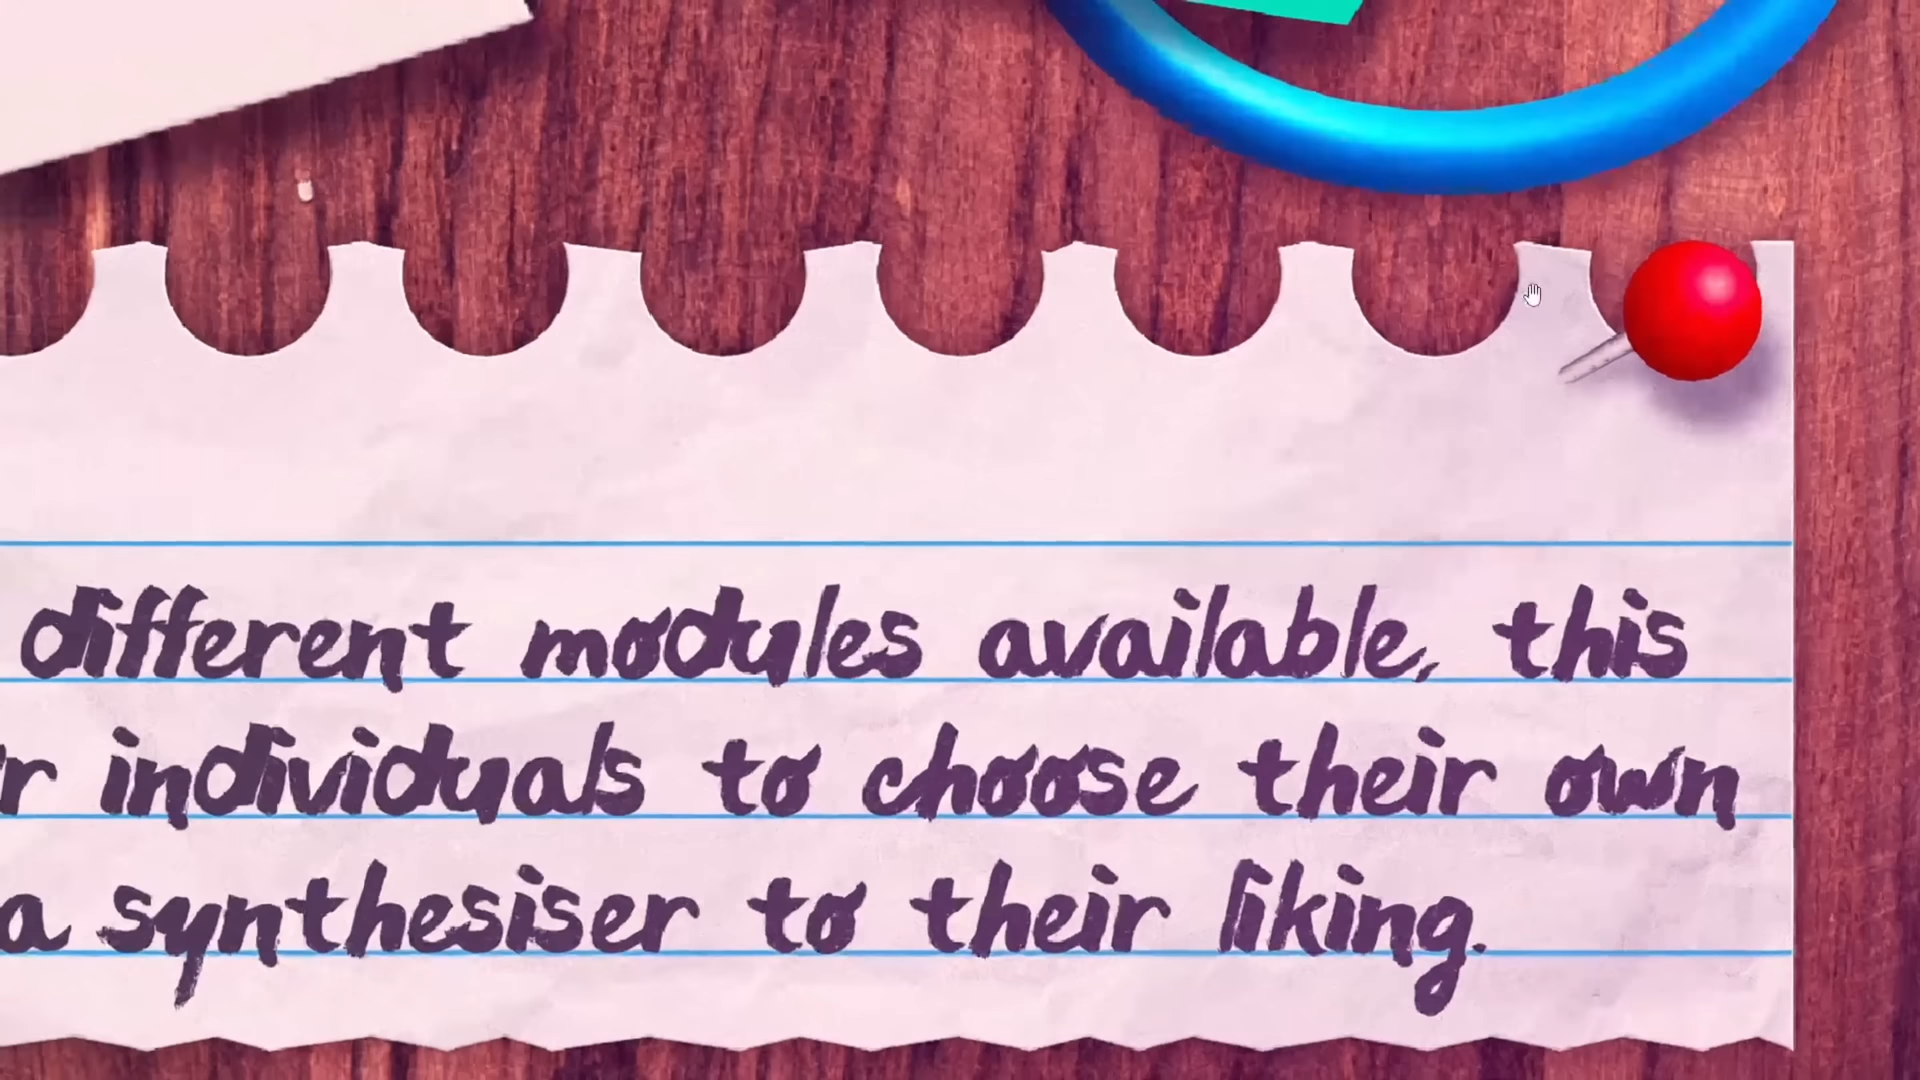 different modules available, this
r individuals to choose their own
a synthesiser to their liking.